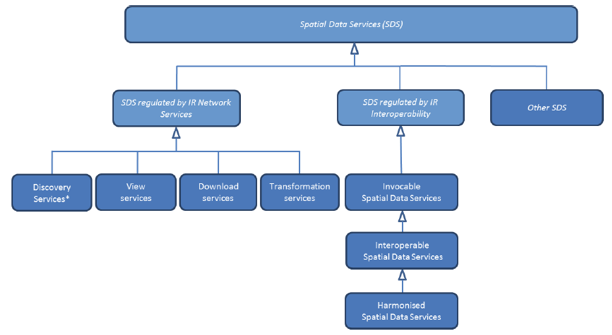 Spatial Data Services (SDS)
SDS regulated by IR Network
Services
SDS regulated by IR
Interoperability
Other SDS
Discovery
Services*
View
services
Download
services
Transformation
services
Invocable
Spatial Data Services
Interoperable
Spatial Data Services
Harmonised
Spatial Data Services